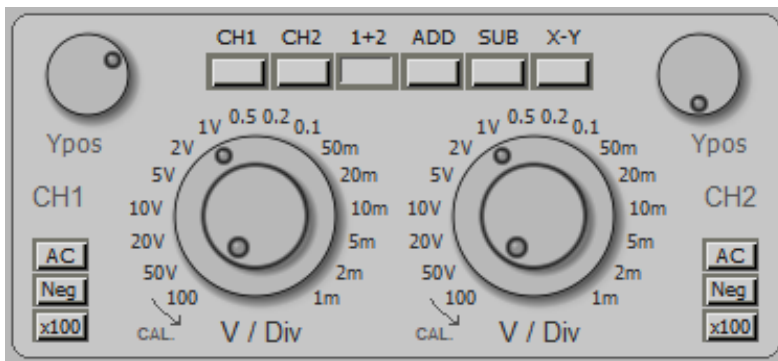 CH1 CH2 1+2 ADD SUB X-Y
Ypos
Ypos
CH1
CH2
0.5 0.2
1V 0.1
2V 50m
5V 20m
10V 10m
20V 5m
50V 2m
100 1m
CAL.
V / Div
0.5 0.2
1V 0.1
2V 50m
5V 20m
10V 10m
20V 5m
50V 2m
100 1m
CAL.
V / Div
AC
Neg
x100
AC
Neg
x100